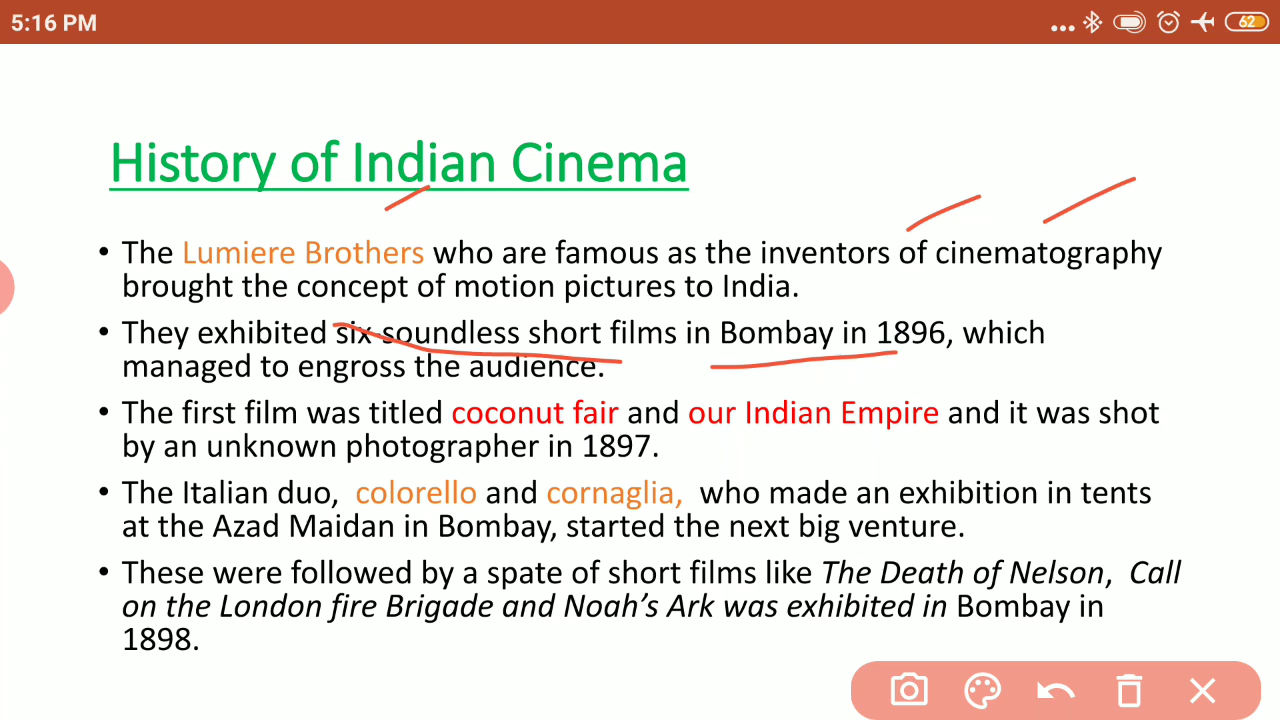 5:16 PM
62
History of Indian Cinema
• The Lumiere Brothers who are famous as the inventors of cinematography
brought the concept of motion pictures to India.
• They exhibited six soundless short films in Bombay in 1896, which
managed to engross the audience.
• The first film was titled coconut fair and our Indian Empire and it was shot
by an unknown photographer in 1897.
• The Italian duo,  colorello and cornaglia,  who made an exhibition in tents
at the Azad Maidan in Bombay, started the next big venture.
• These were followed by a spate of short films like The Death of Nelson,  Call
on the London fire Brigade and Noah’s Ark was exhibited in Bombay in
1898.